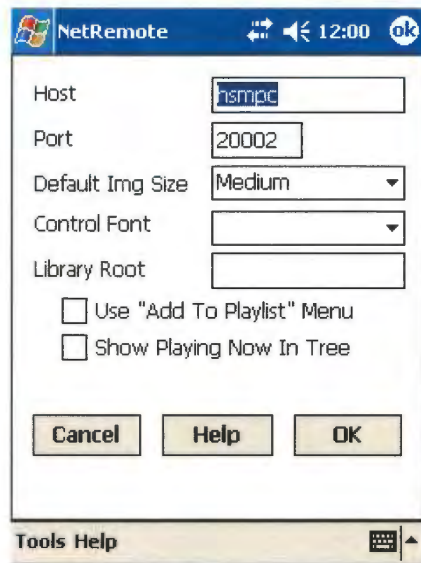 NetRemote 12:00 ok
Host hsmpc
Port 20002
Default Img Size Medium
Control Font
Library Root
Use "Add To Playlist" Menu
Show Playing Now In Tree
Cancel Help OK
Tools Help